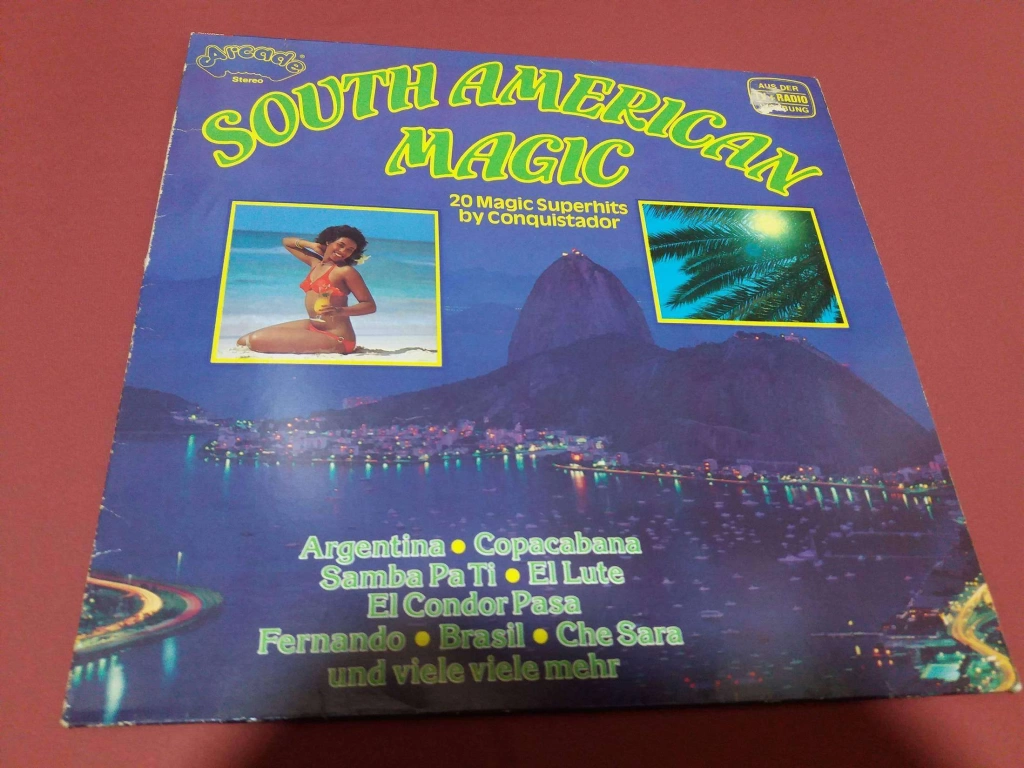 Arcade
Stereo
AUS DER
RADIO
SOUTH AMERICAN
MAGIC
20 Magic Superhits
by Conquistador
Argentina • Copacabana
Samba Pa Ti • El Lute
El Condor Pasa
Fernando • Brasil • Che Sara
und viele viele mehr